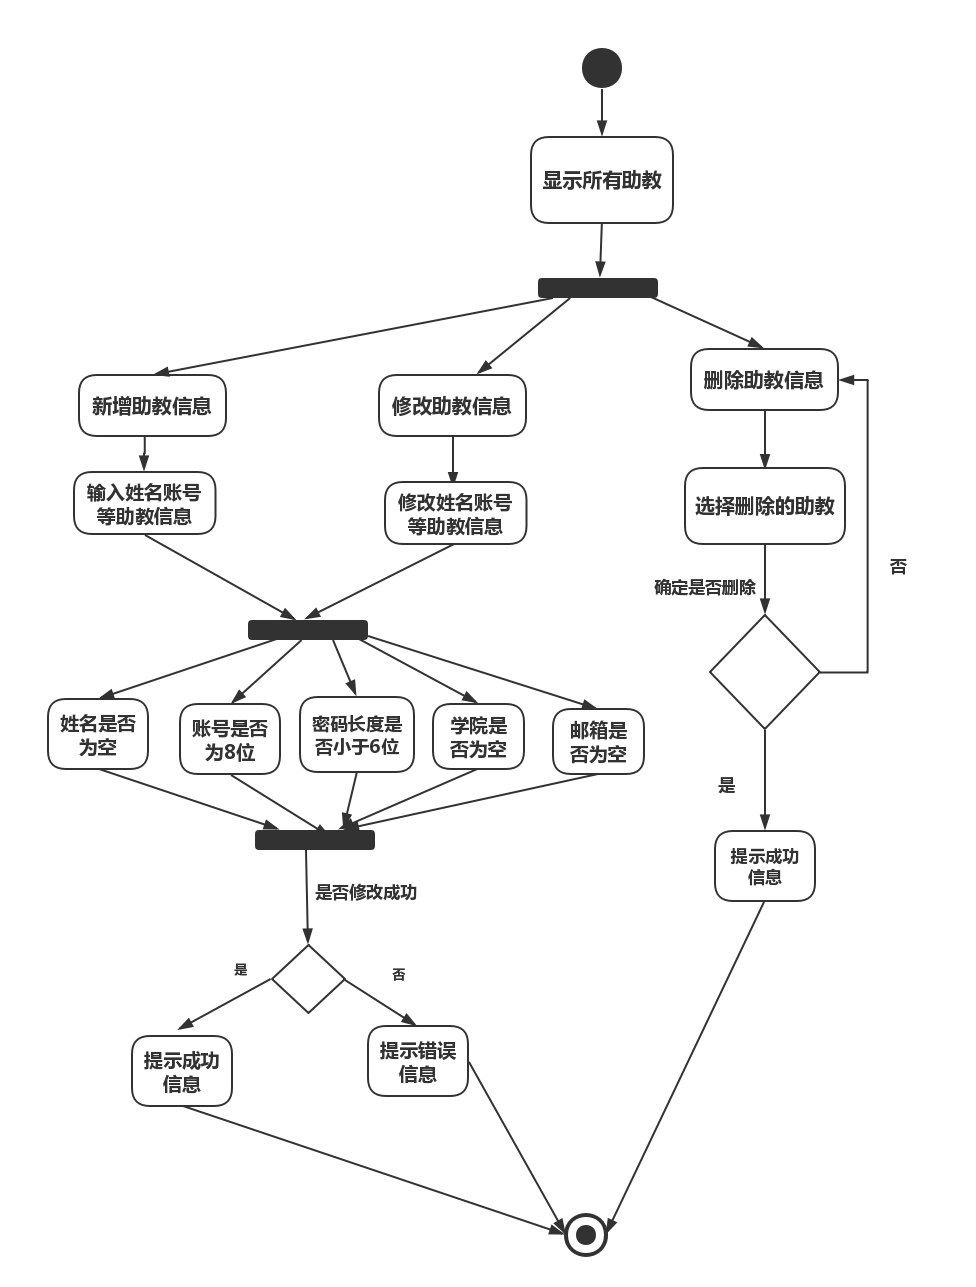 显示所有助教
新增助教信息
修改助教信息
删除助教信息
输入姓名账号
等助教信息
修改姓名账号
等助教信息
选择删除的助教
确定是否删除
否
姓名是否
为空
账号是否
为8位
密码长度是
否小于6位
学院是
否为空
邮箱是
否为空
是
提示成功
信息
是否修改成功
是
否
提示成功
信息
提示错误
信息